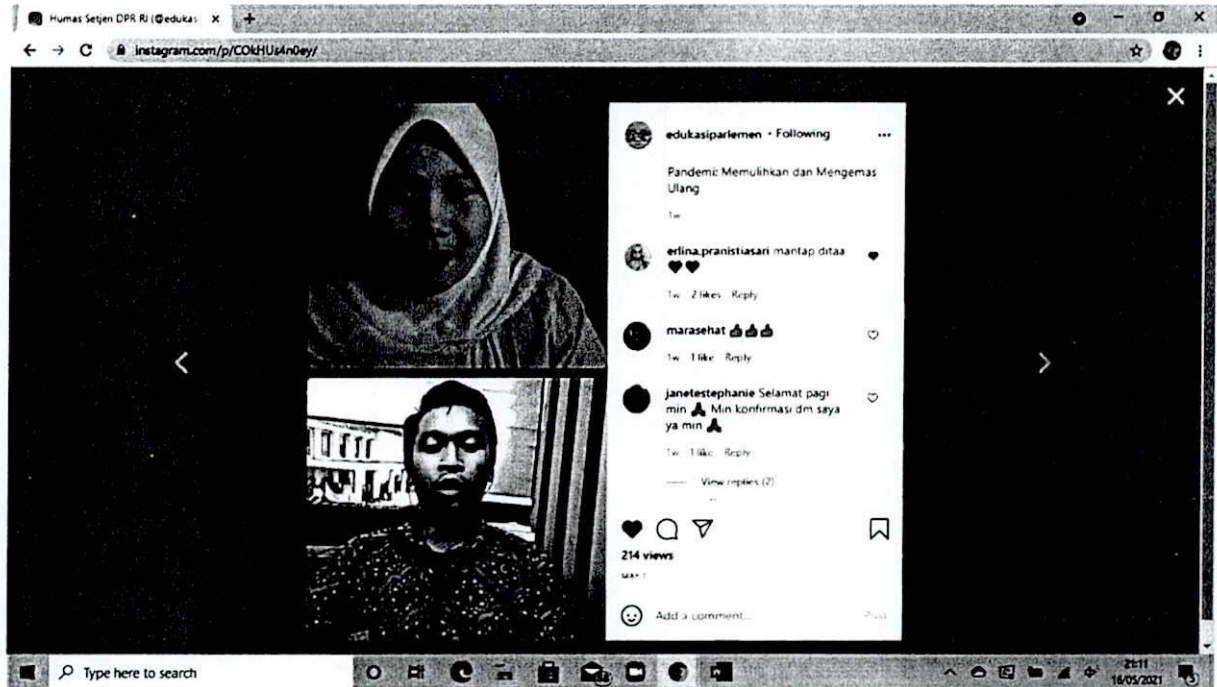 Humas Setjen DPR RI (@edukas
instagram.com/p/COkHUs4n0ey/
edukasiparlemen • Following
Pandemi: Memulihkan dan Mengemas
Ulang
1w
erlina.pranistiasari mantap ditaa
1w 2 likes Reply
marasehat
1w 1 like Reply
janetestephanie Selamat pagi
min 🙏 Min konfirmasi dm saya
ya min 🙏
1w 1 like Reply
View replies (2)
214 views
MAY 7
Add a comment...
Post
Type here to search
21:11
16/05/2021